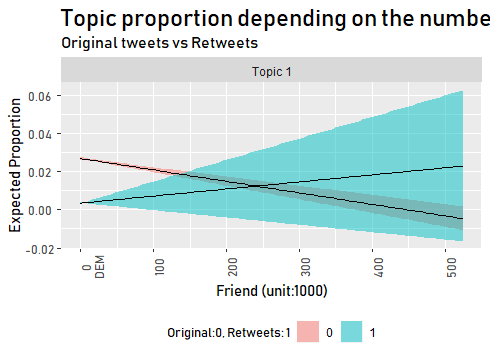 Topic proportion depending on the numbe
Original tweets vs Retweets
Topic 1
Expected Proportion
0.06
0.04
0.02
0.00
-0.02
0
DEM
100
200
300
400
500
Friend (unit:1000)
Original:0, Retweets:1 0 1